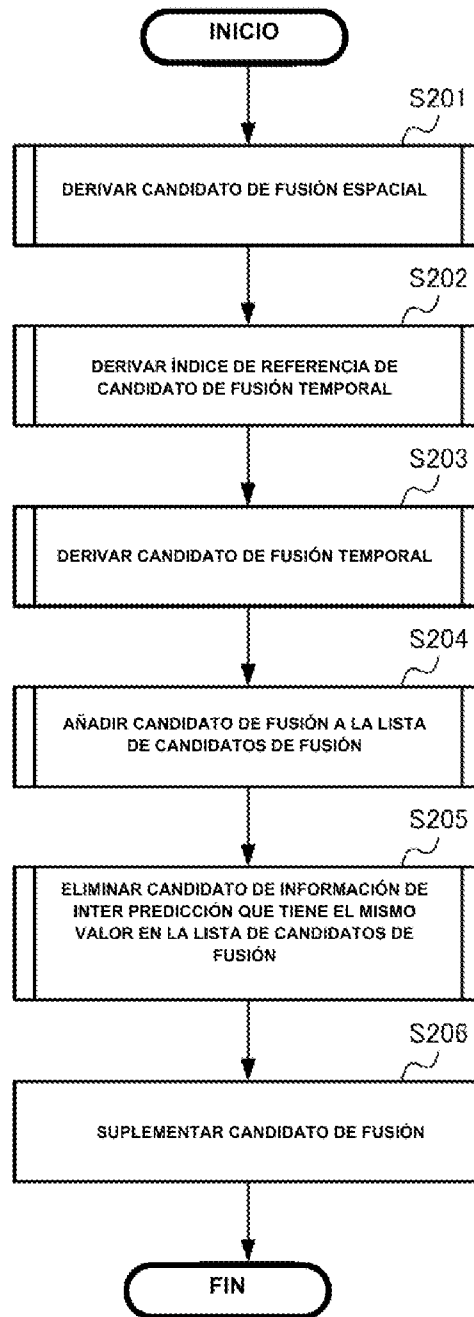 INICIO
S201
DERIVAR CANDIDATO DE FUSIÓN ESPACIAL
S202
DERIVAR ÍNDICE DE REFERENCIA DE
CANDIDATO DE FUSIÓN TEMPORAL
S203
DERIVAR CANDIDATO DE FUSIÓN TEMPORAL
S204
AÑADIR CANDIDATO DE FUSIÓN A LA LISTA
DE CANDIDATOS DE FUSIÓN
S205
ELIMINAR CANDIDATO DE INFORMACIÓN DE
INTER PREDICCIÓN QUE TIENE EL MISMO
VALOR EN LA LISTA DE CANDIDATOS DE
FUSIÓN
S206
SUPLEMENTAR CANDIDATO DE FUSIÓN
FIN